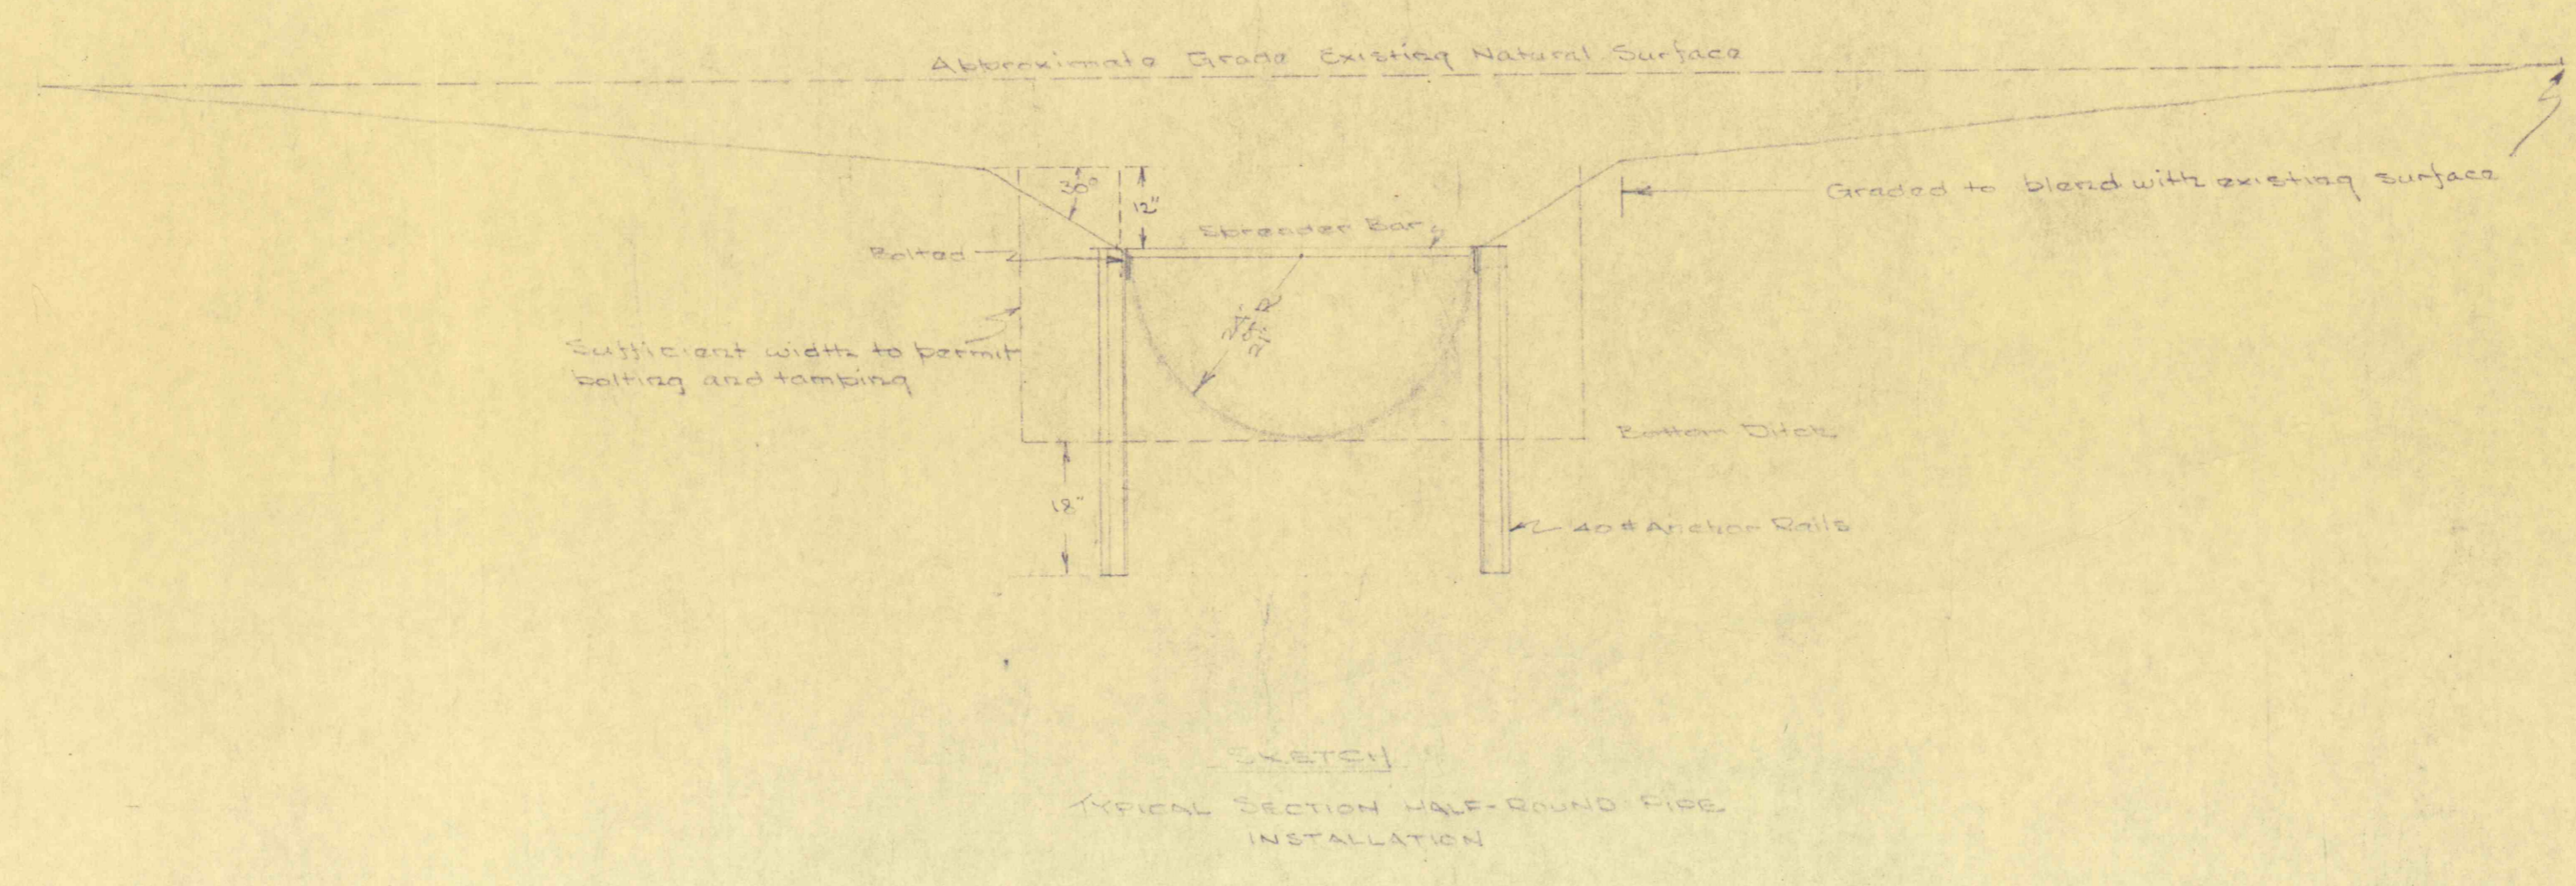 Approximate Grade Existing Natural Surface
30°
12"
Graded to blend with existing surface
Spreader Bar
Bolted
Sufficient width to permit
bolting and tamping
Bottom Ditch
18"
40# Anchor Rails
SKETCH
TYPICAL SECTION HALF-ROUND PIPE
INSTALLATION